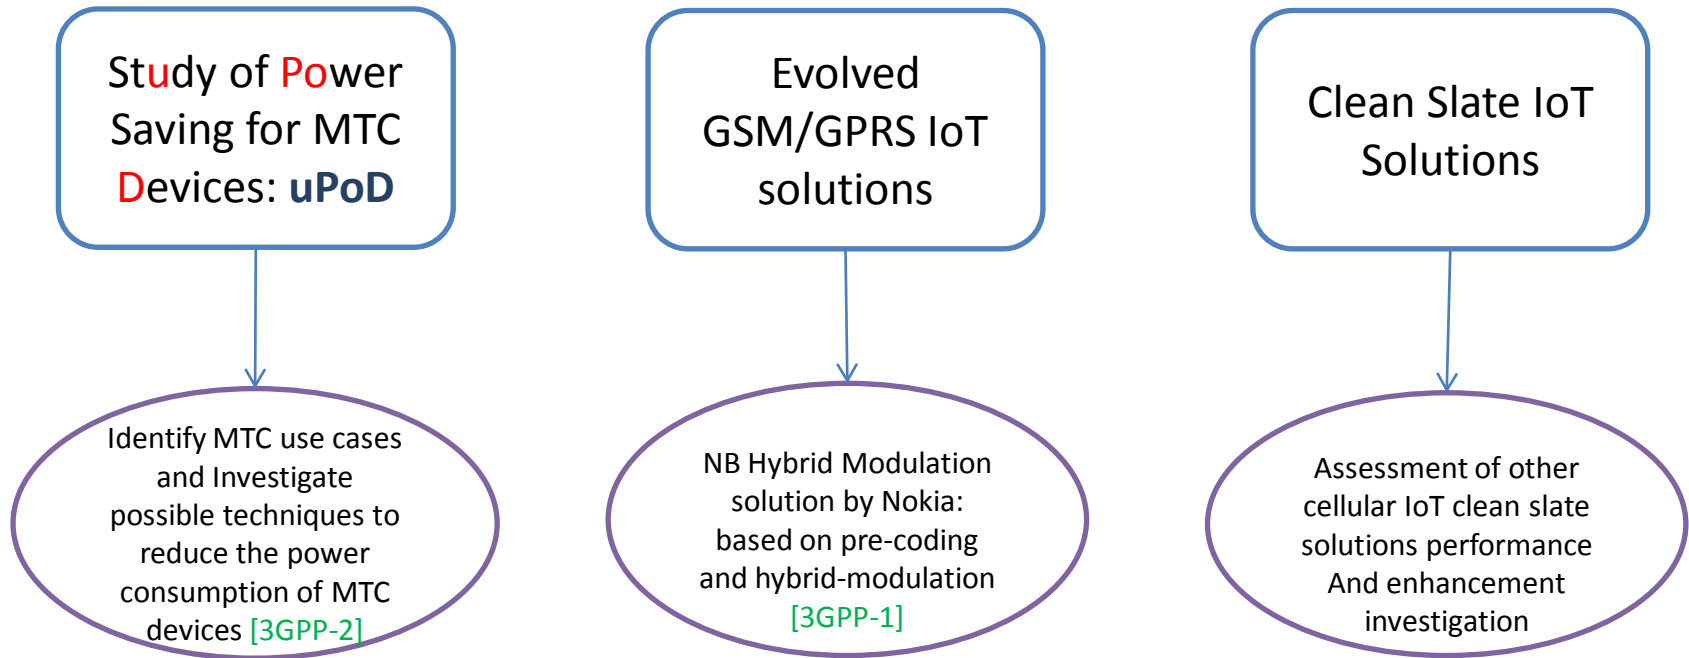 Study of Power
Saving for MTC
Devices: uPoD
Evolved
GSM/GPRS IoT
solutions
Clean Slate IoT
Solutions
Identify MTC use cases
and Investigate
possible techniques to
reduce the power
consumption of MTC
devices [3GPP-2]
NB Hybrid Modulation
solution by Nokia:
based on pre-coding
and hybrid-modulation
[3GPP-1]
Assessment of other
cellular IoT clean slate
solutions performance
And enhancement
investigation